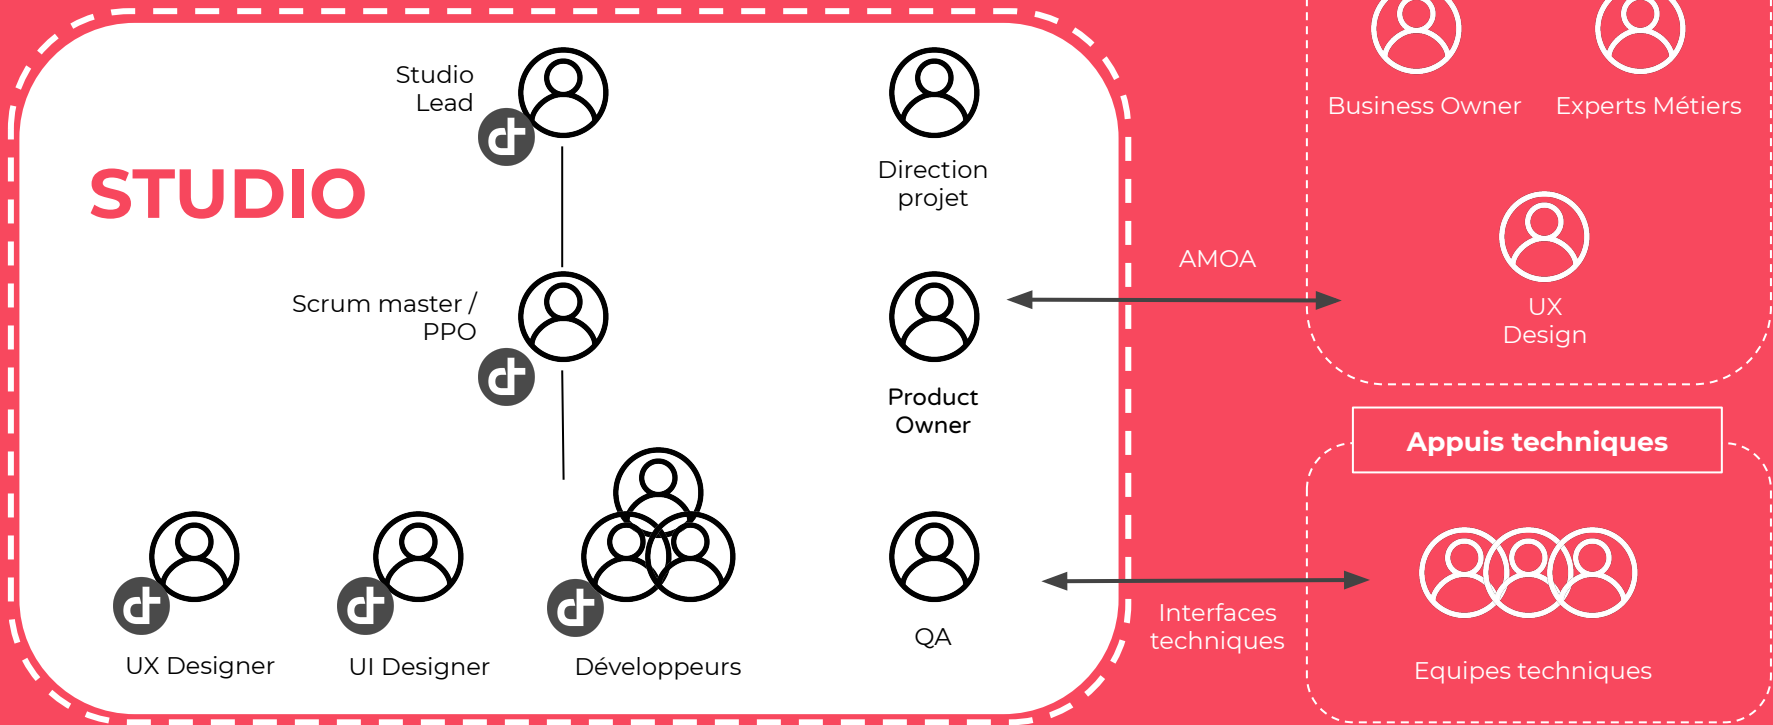 Studio
Lead
STUDIO
Direction
projet
Scrum master /
PPO
Product
Owner
UX Designer
UI Designer
Développeurs
QA
AMOA
Interfaces
techniques
Business Owner
Experts Métiers
UX
Design
Appuis techniques
Equipes techniques